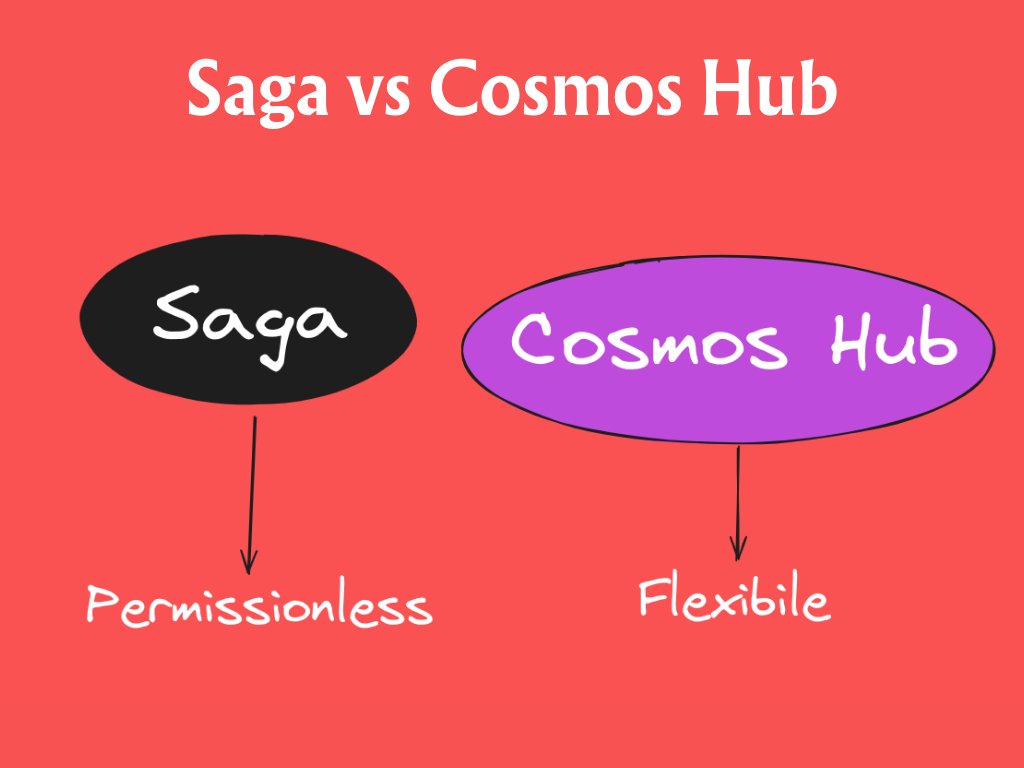 Saga vs Cosmos Hub
Saga
Cosmos Hub
Permissionless
Flexibile